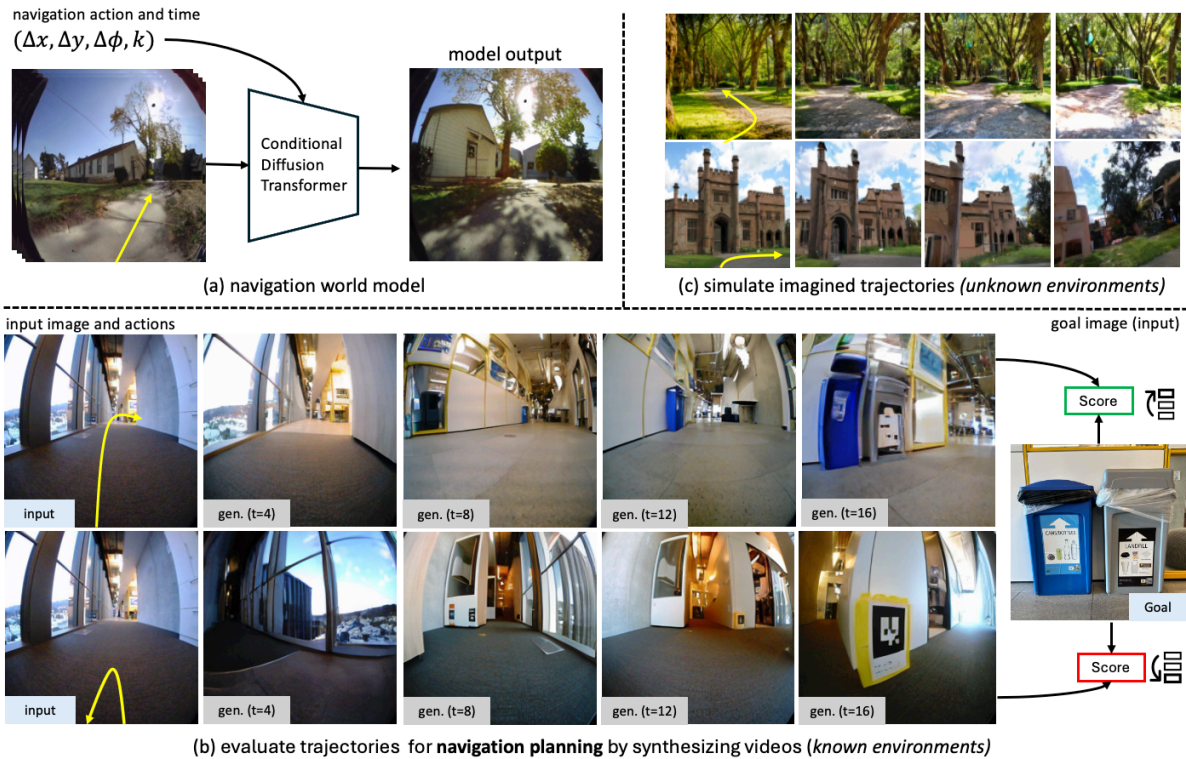 navigation action and time
(Δx, Δy, Δϕ, k)
model output
Conditional
Diffusion
Transformer
(a) navigation world model
(c) simulate imagined trajectories (unknown environments)
input image and actions
goal image (input)
input
gen. (t=4)
gen. (t=8)
gen. (t=12)
gen. (t=16)
Score
LANDFILL
Goal
input
gen. (t=4)
gen. (t=8)
gen. (t=12)
gen. (t=16)
Score
(b) evaluate trajectories for navigation planning by synthesizing videos (known environments)